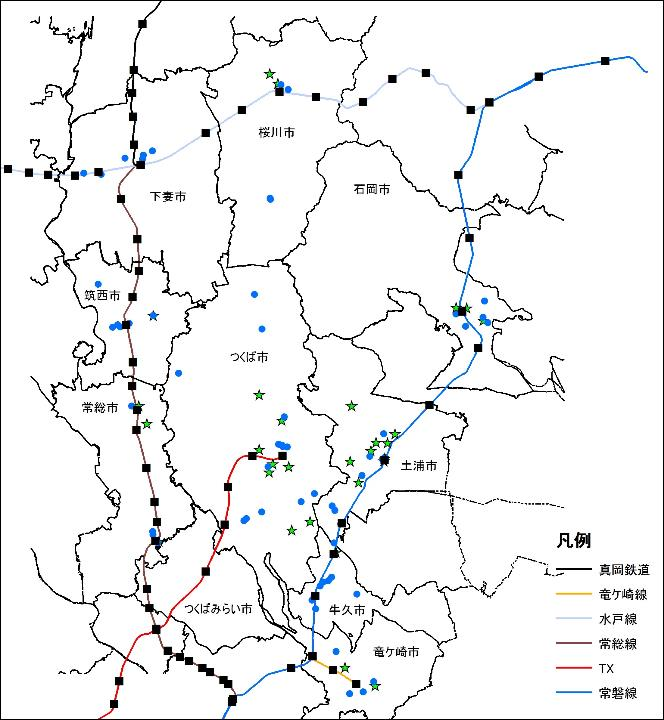 桜川市
石岡市
下妻市
筑西市
つくば市
常総市
土浦市
つくばみらい市
牛久市
竜ケ崎市
凡例
真岡鉄道
竜ケ崎線
水戸線
常総線
TX
常磐線